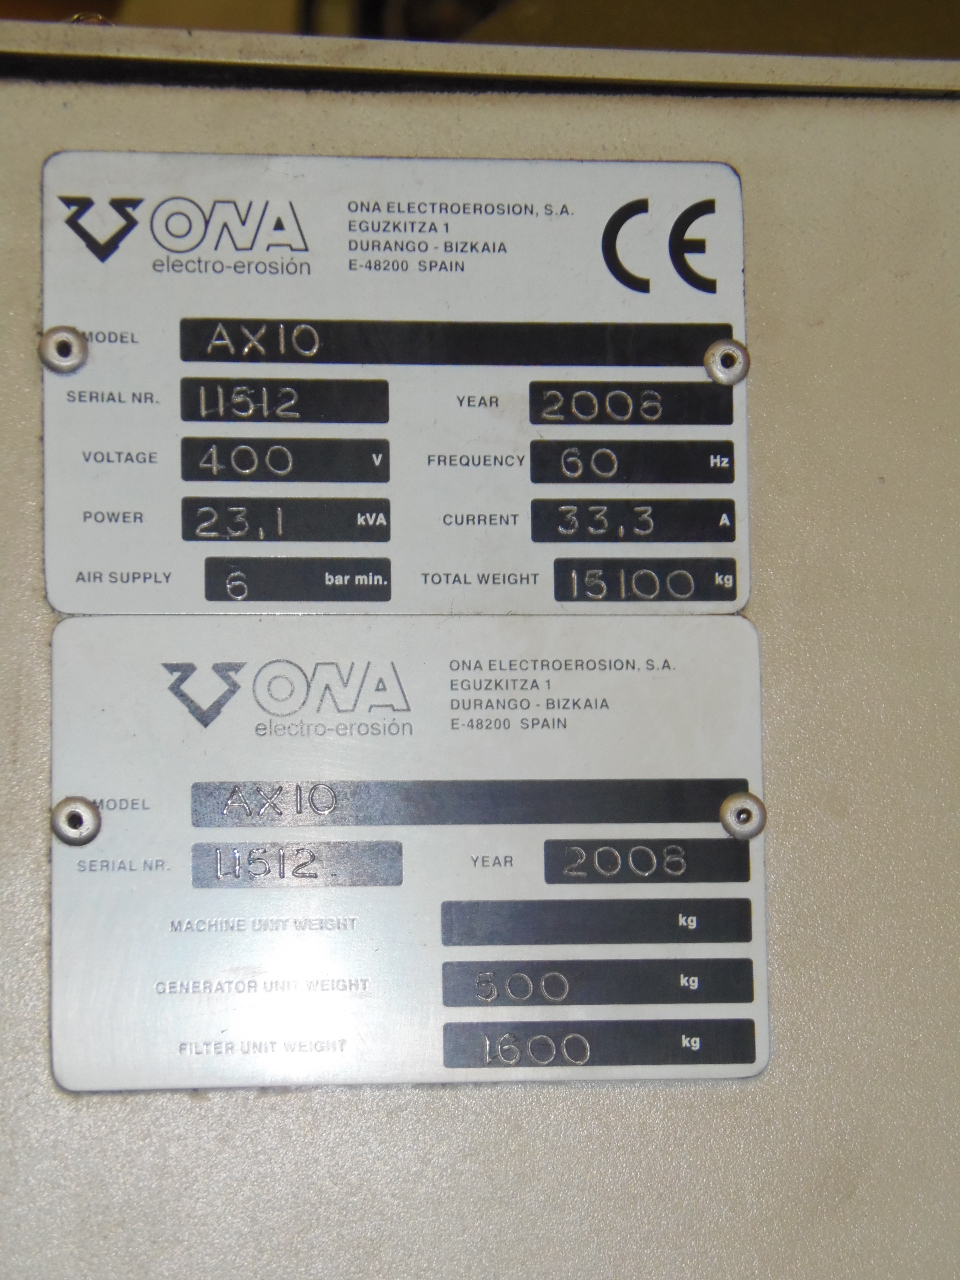 ONA
electro-erosión
ONA ELECTROEROSION, S.A.
EGUZKITZA 1
DURANGO - BIZKAIA
E-48200 SPAIN
CE
MODEL AX10
SERIAL NR. 11512 YEAR 2008
VOLTAGE 400 V FREQUENCY 60 Hz
POWER 23,1 kVA CURRENT 33,3 A
AIR SUPPLY 6 bar min. TOTAL WEIGHT 15100 kg
ONA
electro-erosión
ONA ELECTROEROSION, S.A.
EGUZKITZA 1
DURANGO - BIZKAIA
E-48200 SPAIN
MODEL AX10
SERIAL NR. 11512 YEAR 2008
MACHINE UNIT WEIGHT kg
GENERATOR UNIT WEIGHT 500 kg
FILTER UNIT WEIGHT 1600 kg